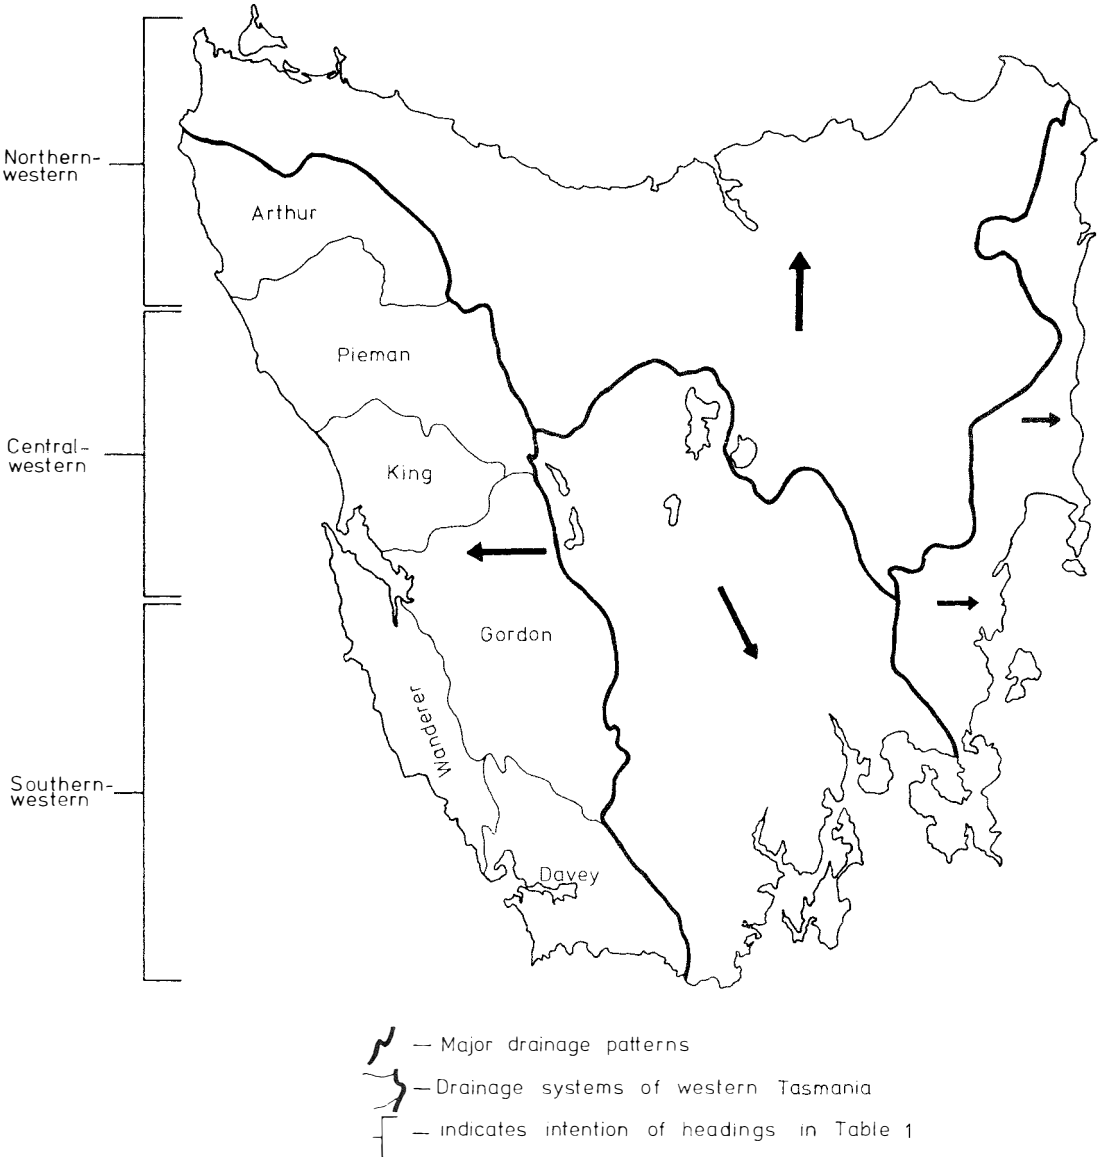 Northern-
western
Arthur
Pieman
Central-
western
King
Gordon
Wanderer
Southern-
western
Davey
— Major drainage patterns
— Drainage systems of western Tasmania
— indicates intention of headings in Table 1